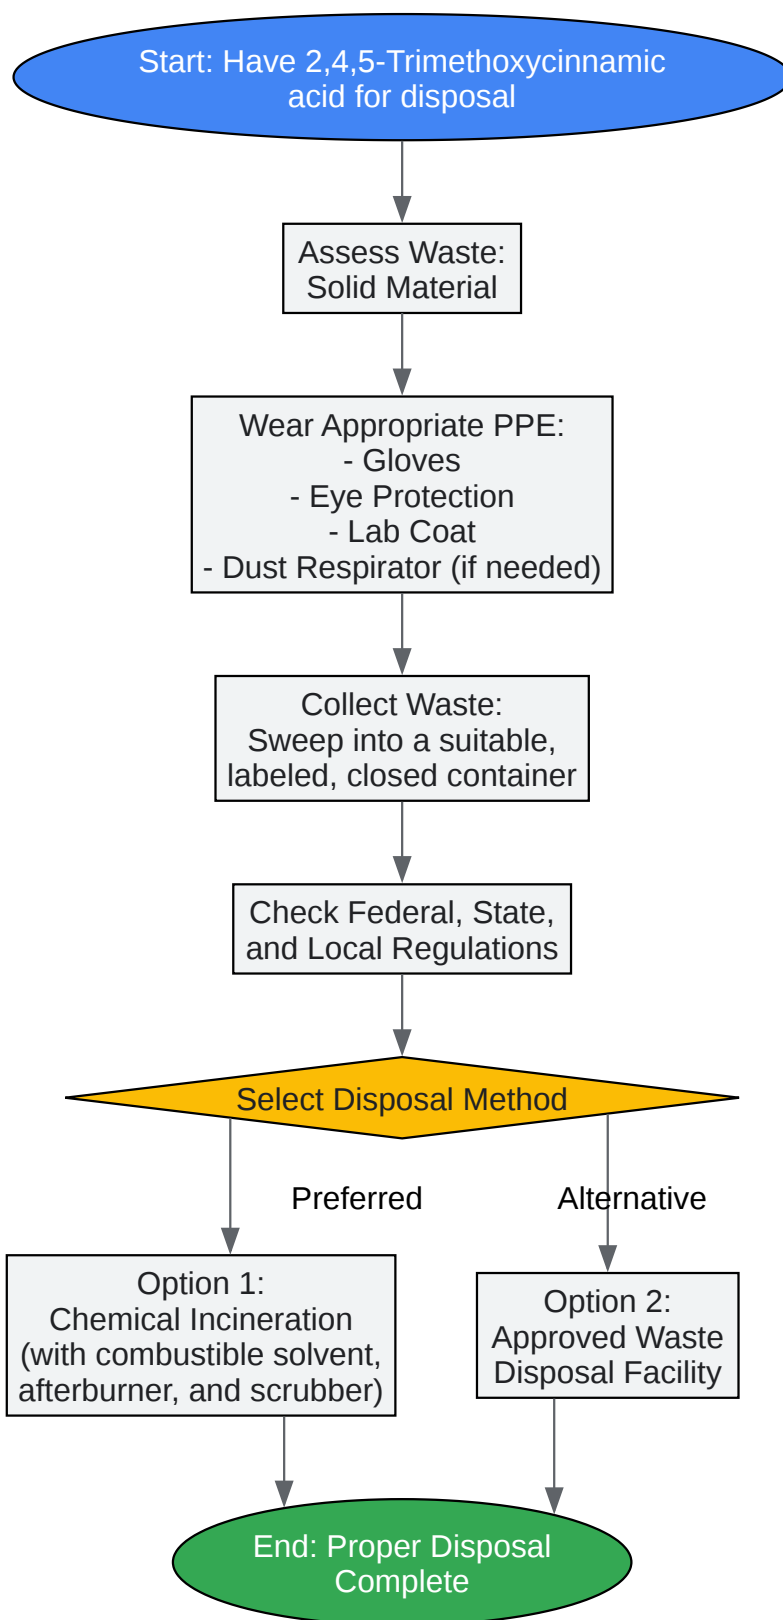 Start: Have 2,4,5-Trimethoxycinnamic
acid for disposal
Assess Waste:
Solid Material
Wear Appropriate PPE:
- Gloves
- Eye Protection
- Lab Coat
- Dust Respirator (if needed)
Collect Waste:
Sweep into a suitable,
labeled, closed container
Check Federal, State,
and Local Regulations
Select Disposal Method
Preferred
Alternative
Option 1:
Chemical Incineration
(with combustible solvent,
afterburner, and scrubber)
Option 2:
Approved Waste
Disposal Facility
End: Proper Disposal
Complete